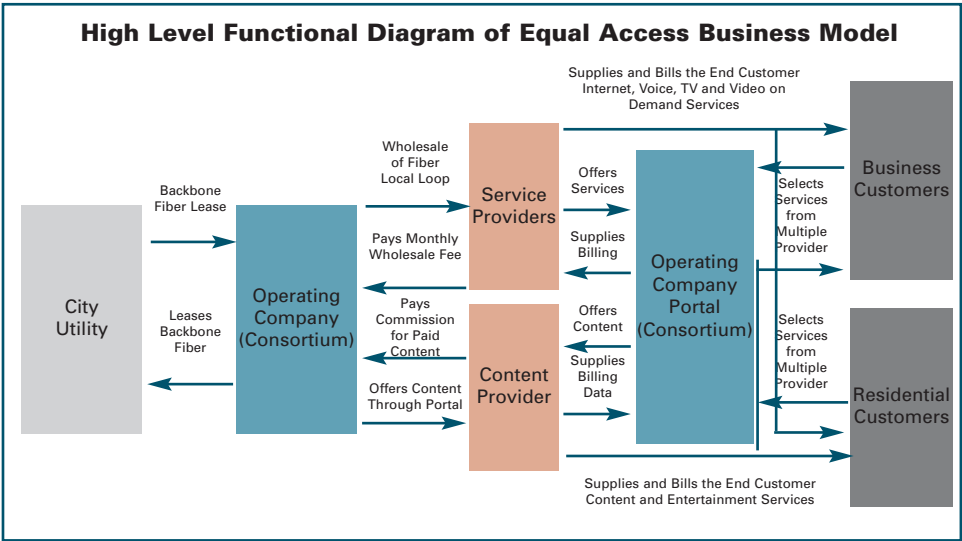 High Level Functional Diagram of Equal Access Business Model
Supplies and Bills the End Customer
Internet, Voice, TV and Video on
Demand Services
City
Utility
Backbone
Fiber Lease
Leases
Backbone
Fiber
Operating
Company
(Consortium)
Wholesale
of Fiber
Local Loop
Pays Monthly
Wholesale Fee
Pays
Commission
for Paid
Content
Offers Content
Through Portal
Service
Providers
Content
Provider
Offers
Services
Supplies
Billing
Offers
Content
Supplies
Billing
Data
Operating
Company
Portal
(Consortium)
Selects
Services
from
Multiple
Provider
Selects
Services
from
Multiple
Provider
Business
Customers
Residential
Customers
Supplies and Bills the End Customer
Content and Entertainment Services